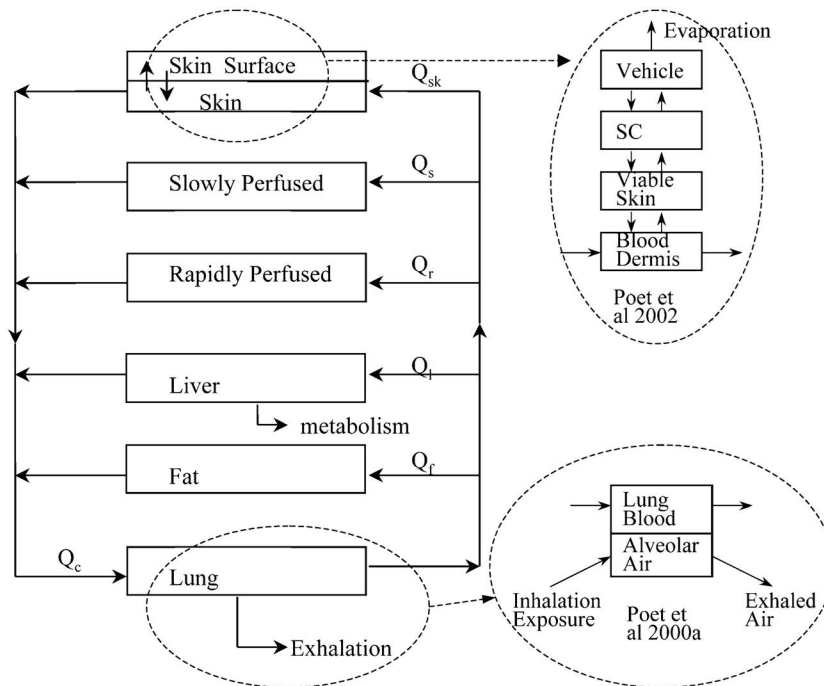 Skin Surface
Skin
Q_sk
Slowly Perfused
Q_s
Rapidly Perfused
Q_r
Liver
Q_l
metabolism
Fat
Q_f
Q_c
Lung
Exhalation
Evaporation
Vehicle
SC
Viable
Skin
Blood
Dermis
Poet et
al 2002
Lung
Blood
Alveolar
Air
Inhalation
Exposure
Exhaled
Air
Poet et
al 2000a